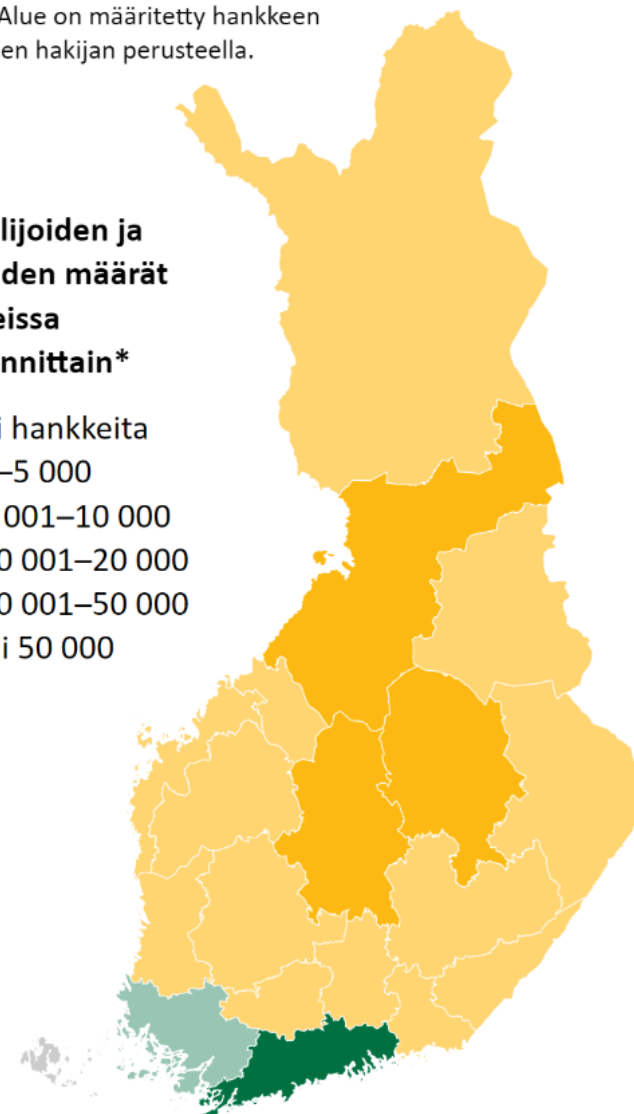 Alue on määritetty hankkeen
en hakijan perusteella.
lijoiden ja
den määrät
eissa
nnittain*
i hankkeita
–5 000
001–10 000
0 001–20 000
0 001–50 000
i 50 000